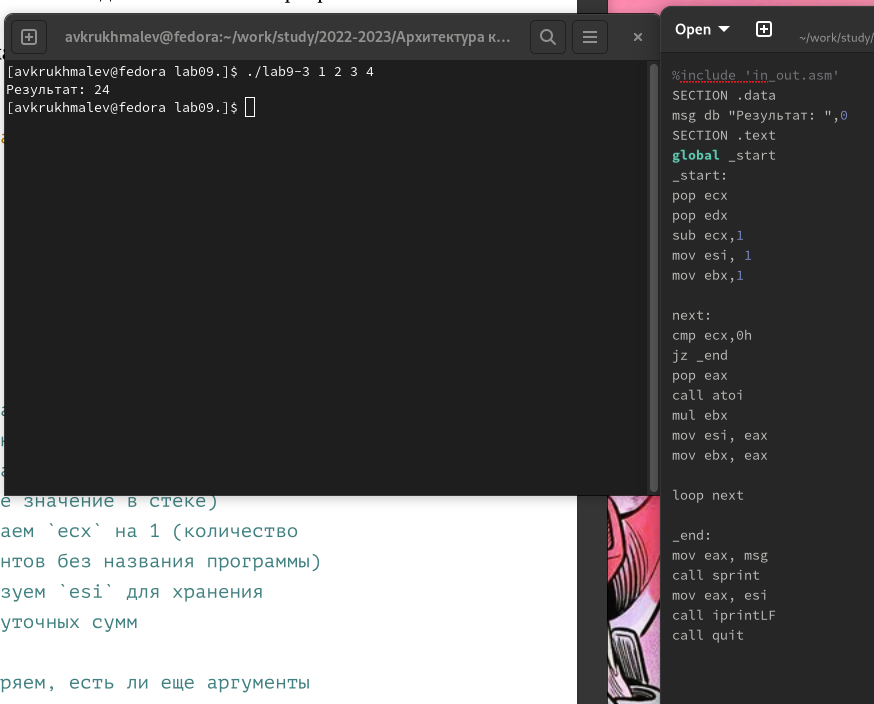 avkrukhmalev@fedora:~/work/study/2022-2023/Архитектура к...
[avkrukhmalev@fedora lab09.]$ ./lab9-3 1 2 3 4
Результат: 24
[avkrukhmalev@fedora lab09.]$
Open
~/work/study/
%include 'in_out.asm'
SECTION .data
msg db "Результат: ",0
SECTION .text
global _start
_start:
pop ecx
pop edx
sub ecx,1
mov esi, 1
mov ebx,1
next:
cmp ecx,0h
jz _end
pop eax
call atoi
mul ebx
mov esi, eax
mov ebx, eax
loop next
_end:
mov eax, msg
call sprint
mov eax, esi
call iprintLF
call quit
е значение в стеке)
аем `ecx` на 1 (количество
нтов без названия программы)
зуем `esi` для хранения
уточных сумм
ряем, есть ли еще аргументы